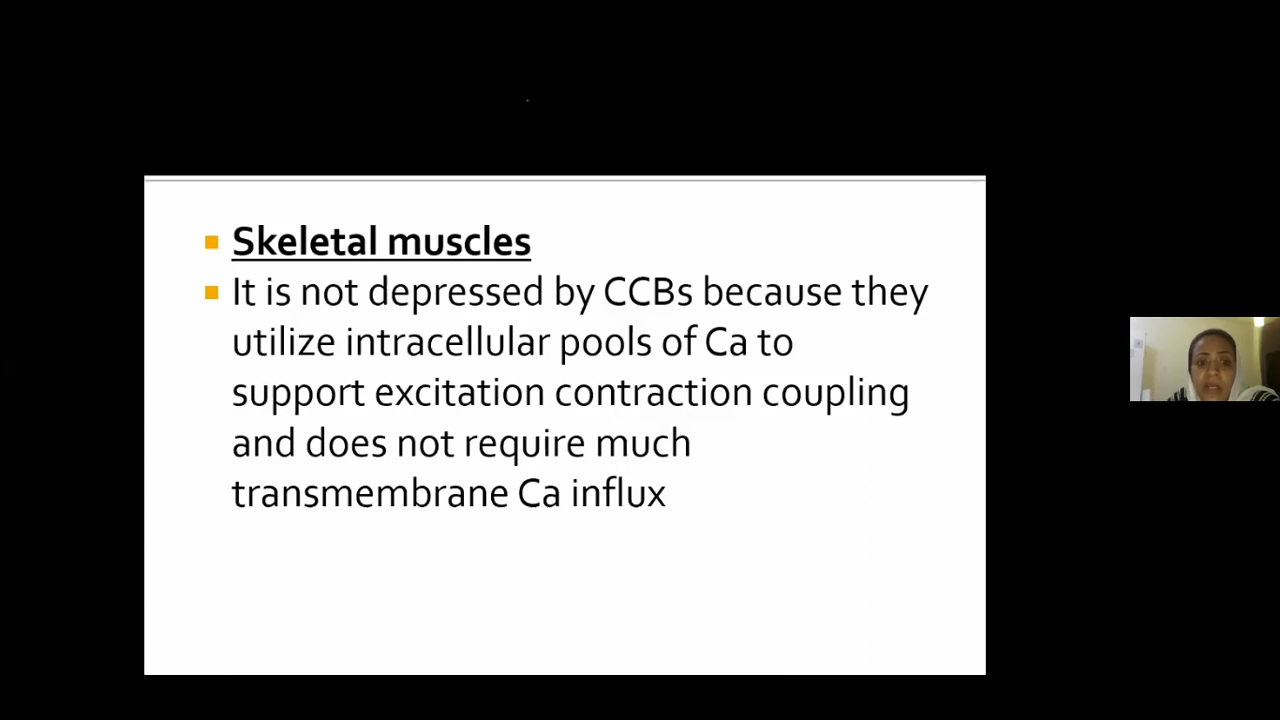 Skeletal muscles
It is not depressed by CCBs because they
utilize intracellular pools of Ca to
support excitation contraction coupling
and does not require much
transmembrane Ca influx